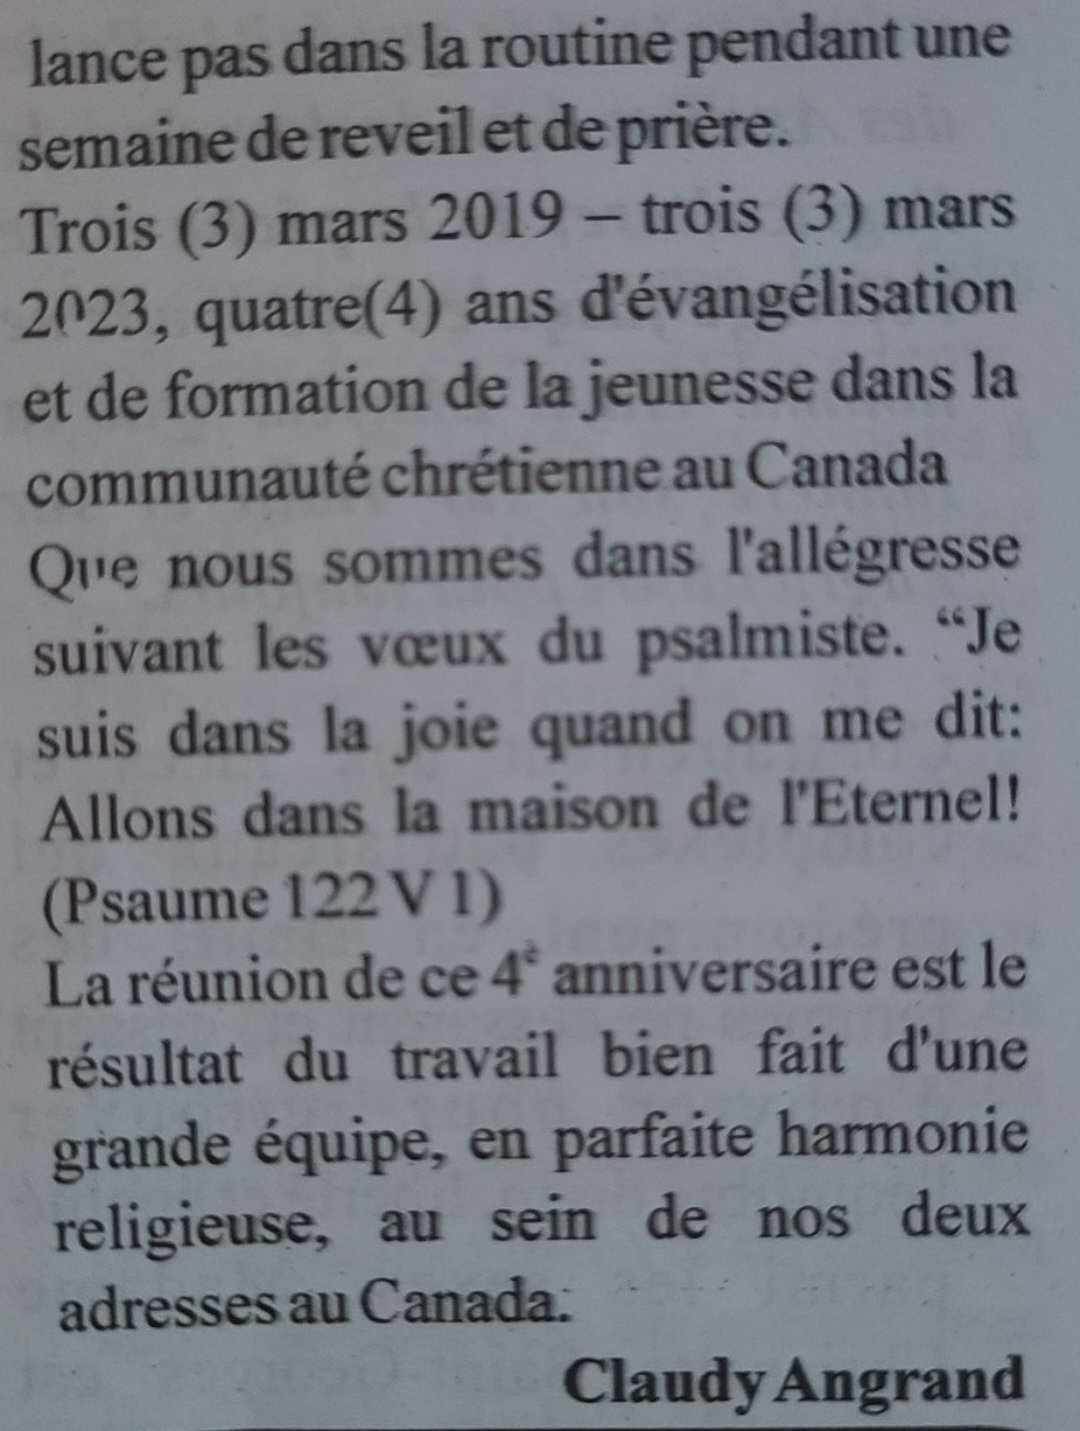 lance pas dans la routine pendant une
semaine de reveil et de prière.
Trois (3) mars 2019 – trois (3) mars
2023, quatre(4) ans d'évangélisation
et de formation de la jeunesse dans la
communauté chrétienne au Canada
Que nous sommes dans l'allégresse
suivant les vœux du psalmiste. “Je
suis dans la joie quand on me dit:
Allons dans la maison de l'Eternel!
(Psaume 122 V 1)
La réunion de ce 4è anniversaire est le
résultat du travail bien fait d'une
grande équipe, en parfaite harmonie
religieuse, au sein de nos deux
adresses au Canada.
Claudy Angrand